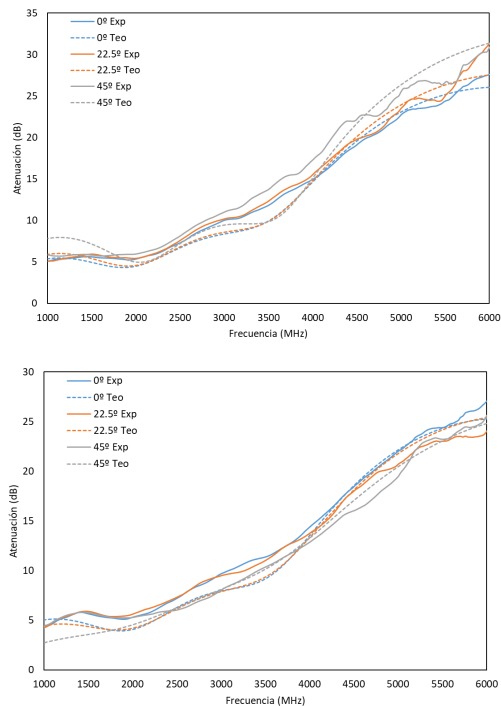 35
30
25
20
15
10
5
0
Atenuación (dB)
0º Exp
0º Teo
22.5º Exp
22.5º Teo
45º Exp
45º Teo
1000 1500 2000 2500 3000 3500 4000 4500 5000 5500 6000
Frecuencia (MHz)
30
25
20
15
10
5
0
Atenuación (dB)
0º Exp
0º Teo
22.5º Exp
22.5º Teo
45º Exp
45º Teo
1000 1500 2000 2500 3000 3500 4000 4500 5000 5500 6000
Frecuencia (MHz)